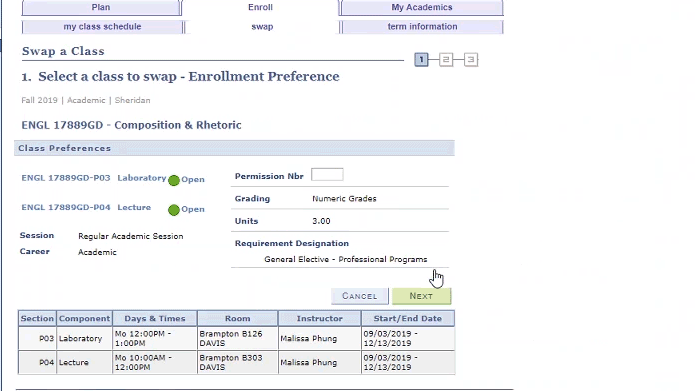 Plan Enroll My Academics
my class schedule swap term information
Swap a Class
1 2 3
1. Select a class to swap - Enrollment Preference
Fall 2019 | Academic | Sheridan
ENGL 17889GD - Composition & Rhetoric
Class Preferences
ENGL 17889GD-P03 Laboratory Open
Permission Nbr
Grading Numeric Grades
ENGL 17889GD-P04 Lecture Open
Units 3.00
Session Regular Academic Session
Requirement Designation
Career Academic
General Elective - Professional Programs
CANCEL NEXT
Section Component Days & Times Room Instructor Start/End Date
P03 Laboratory Mo 12:00PM - Brampton B126 Malissa Phung 09/03/2019 -
1:00PM DAVIS 12/13/2019
P04 Lecture Mo 10:00AM - Brampton B303 Malissa Phung 09/03/2019 -
12:00PM DAVIS 12/13/2019